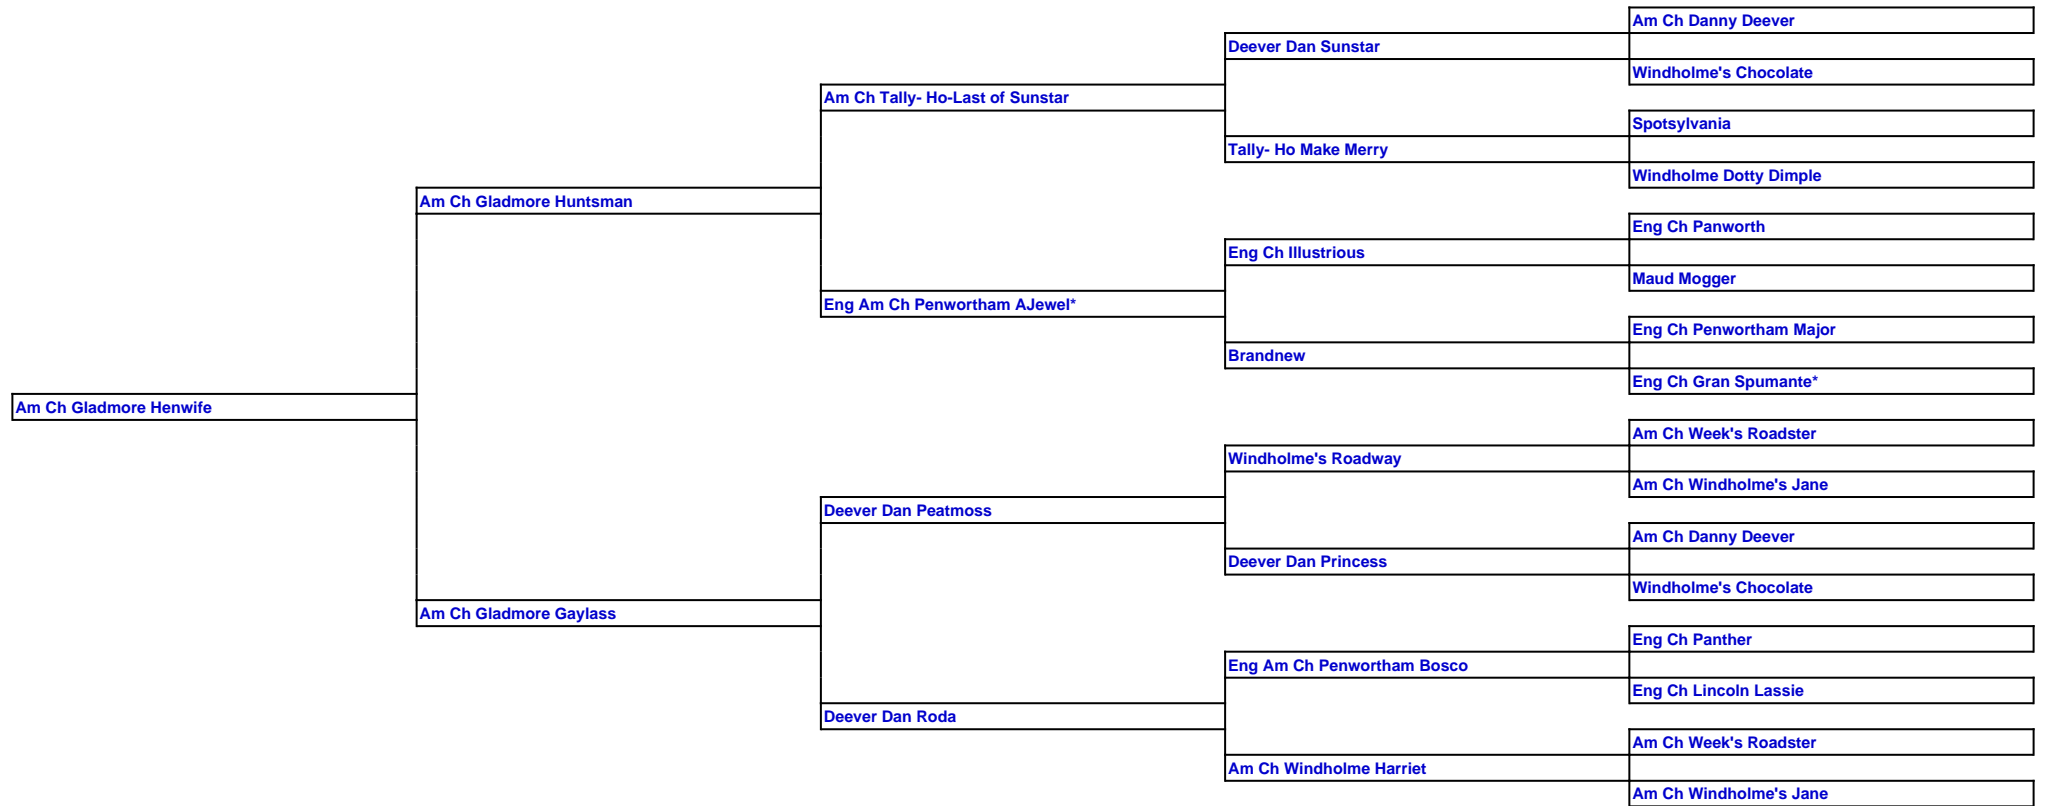 Am Ch Danny Deever
Deever Dan Sunstar
Windholme's Chocolate
Am Ch Tally- Ho-Last of Sunstar
Spotsylvania
Tally- Ho Make Merry
Windholme Dotty Dimple
Am Ch Gladmore Huntsman
Eng Ch Panworth
Eng Ch Illustrious
Maud Mogger
Eng Am Ch Penwortham AJewel*
Eng Ch Penwortham Major
Brandnew
Eng Ch Gran Spumante*
Am Ch Gladmore Henwife
Am Ch Week's Roadster
Windholme's Roadway
Am Ch Windholme's Jane
Deever Dan Peatmoss
Am Ch Danny Deever
Deever Dan Princess
Windholme's Chocolate
Am Ch Gladmore Gaylass
Eng Ch Panther
Eng Am Ch Penwortham Bosco
Eng Ch Lincoln Lassie
Deever Dan Roda
Am Ch Week's Roadster
Am Ch Windholme Harriet
Am Ch Windholme's Jane